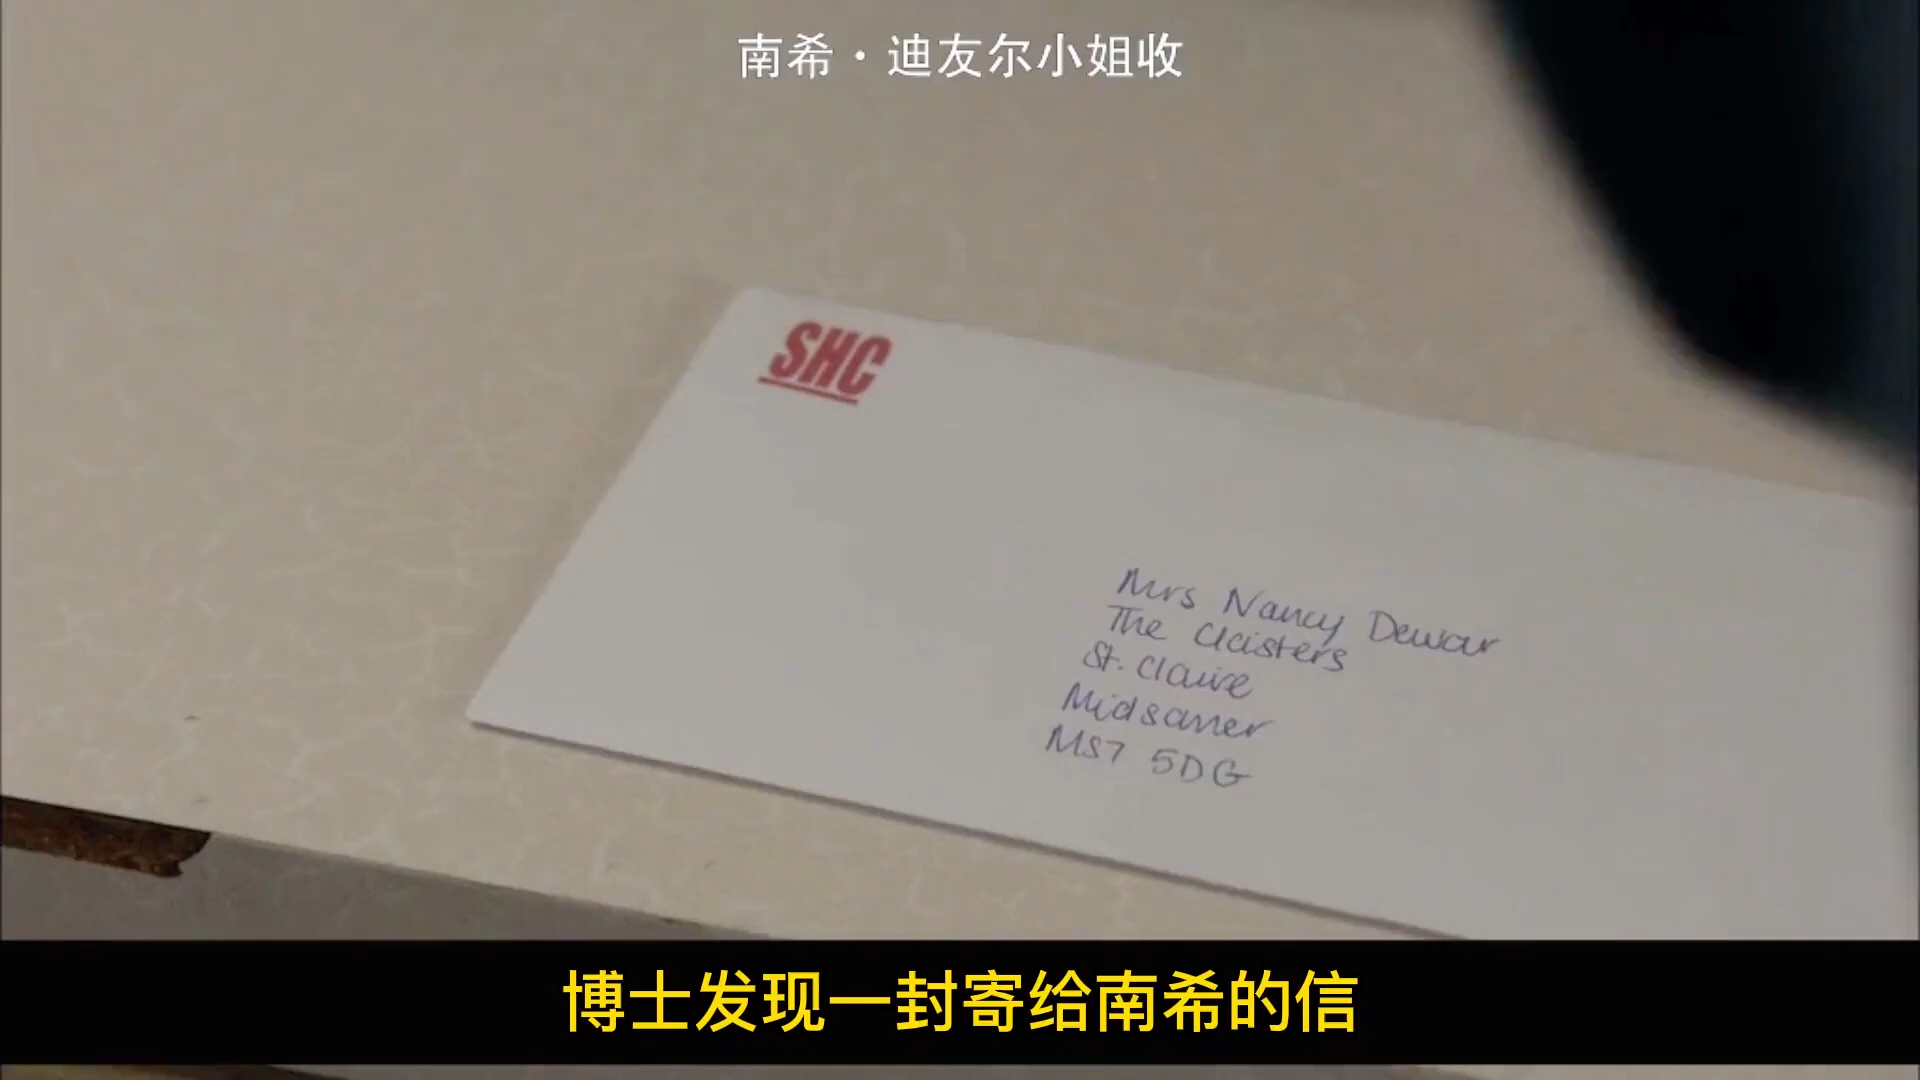 南希·迪友尔小姐收
SHC
Mrs Nancy Dewar
The Cloisters
St. Claire
Midsomer
MS7 5DG
博士发现一封寄给南希的信